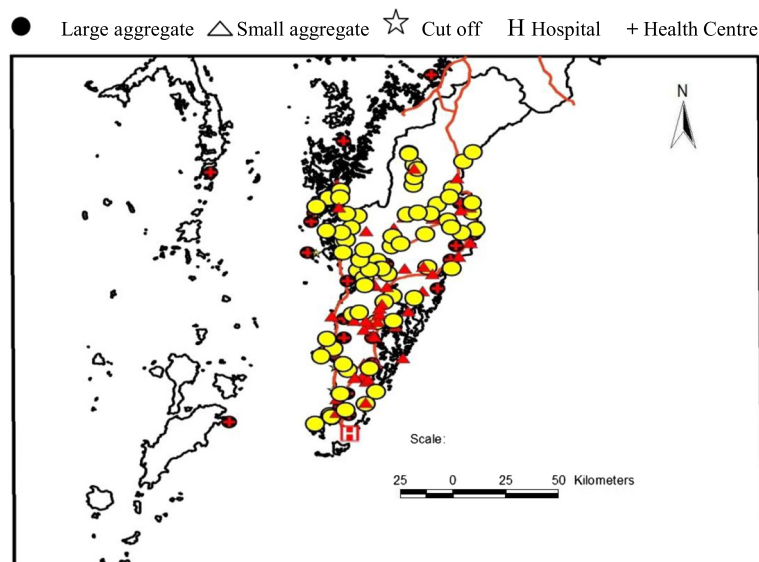 Large aggregate Small aggregate Cut off H Hospital + Health Centre
N
H
Scale:
25 0 25 50 Kilometers